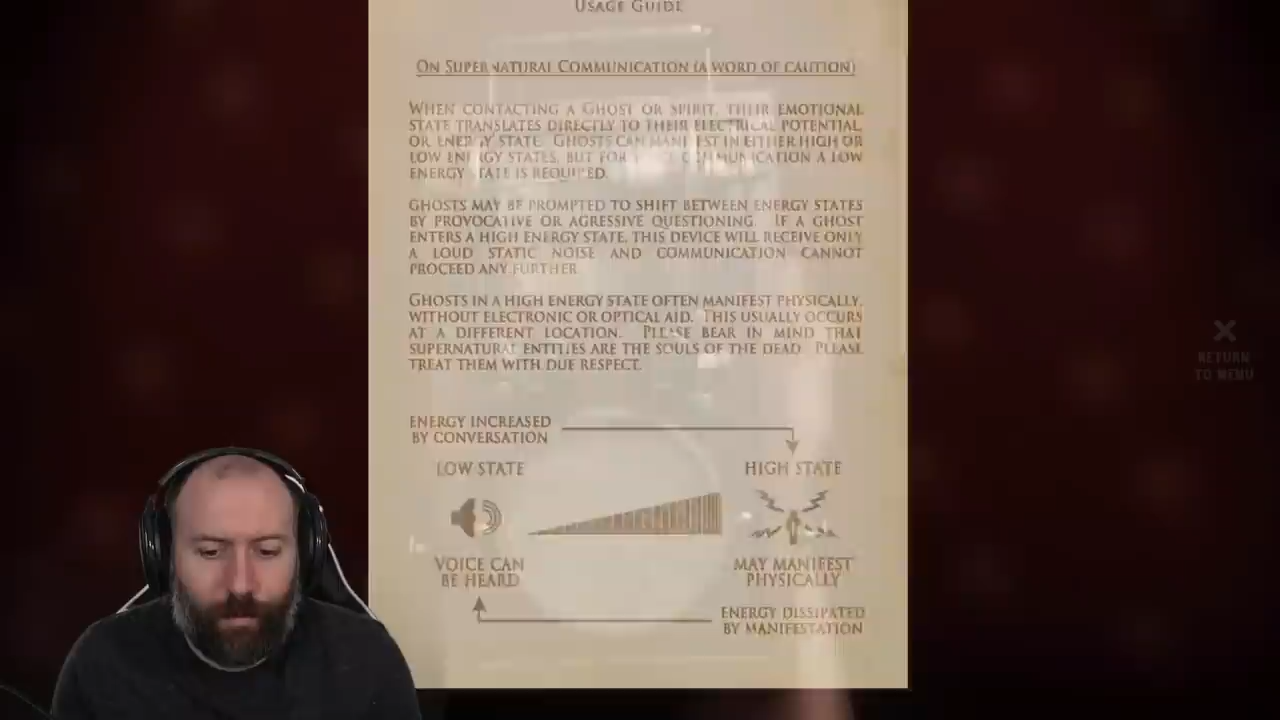 USAGE GUIDE
ON SUPERNATURAL COMMUNICATION (A WORD OF CAUTION)
WHEN CONTACTING A GHOST OR SPIRIT, THEIR EMOTIONAL
STATE TRANSLATES DIRECTLY TO THEIR ELECTRICAL POTENTIAL,
OR ENERGY STATE. GHOSTS CAN MANIFEST IN EITHER HIGH OR
LOW ENERGY STATES, BUT FOR COMMUNICATION A LOW
ENERGY STATE IS REQUIRED.
GHOSTS MAY BE PROMPTED TO SHIFT BETWEEN ENERGY STATES
BY PROVOCATIVE OR AGRESSIVE QUESTIONING. IF A GHOST
ENTERS A HIGH ENERGY STATE, THIS DEVICE WILL RECEIVE ONLY
A LOUD STATIC NOISE AND COMMUNICATION CANNOT
PROCEED ANY FURTHER.
GHOSTS IN A HIGH ENERGY STATE OFTEN MANIFEST PHYSICALLY,
WITHOUT ELECTRONIC OR OPTICAL AID. THIS USUALLY OCCURS
AT A DIFFERENT LOCATION. PLEASE BEAR IN MIND THAT
SUPERNATURAL ENTITIES ARE THE SOULS OF THE DEAD. PLEASE
TREAT THEM WITH DUE RESPECT.
ENERGY INCREASED
BY CONVERSATION
LOW STATE
HIGH STATE
VOICE CAN
BE HEARD
MAY MANIFEST
PHYSICALLY
ENERGY DISSIPATED
BY MANIFESTATION
RETURN
TO MENU